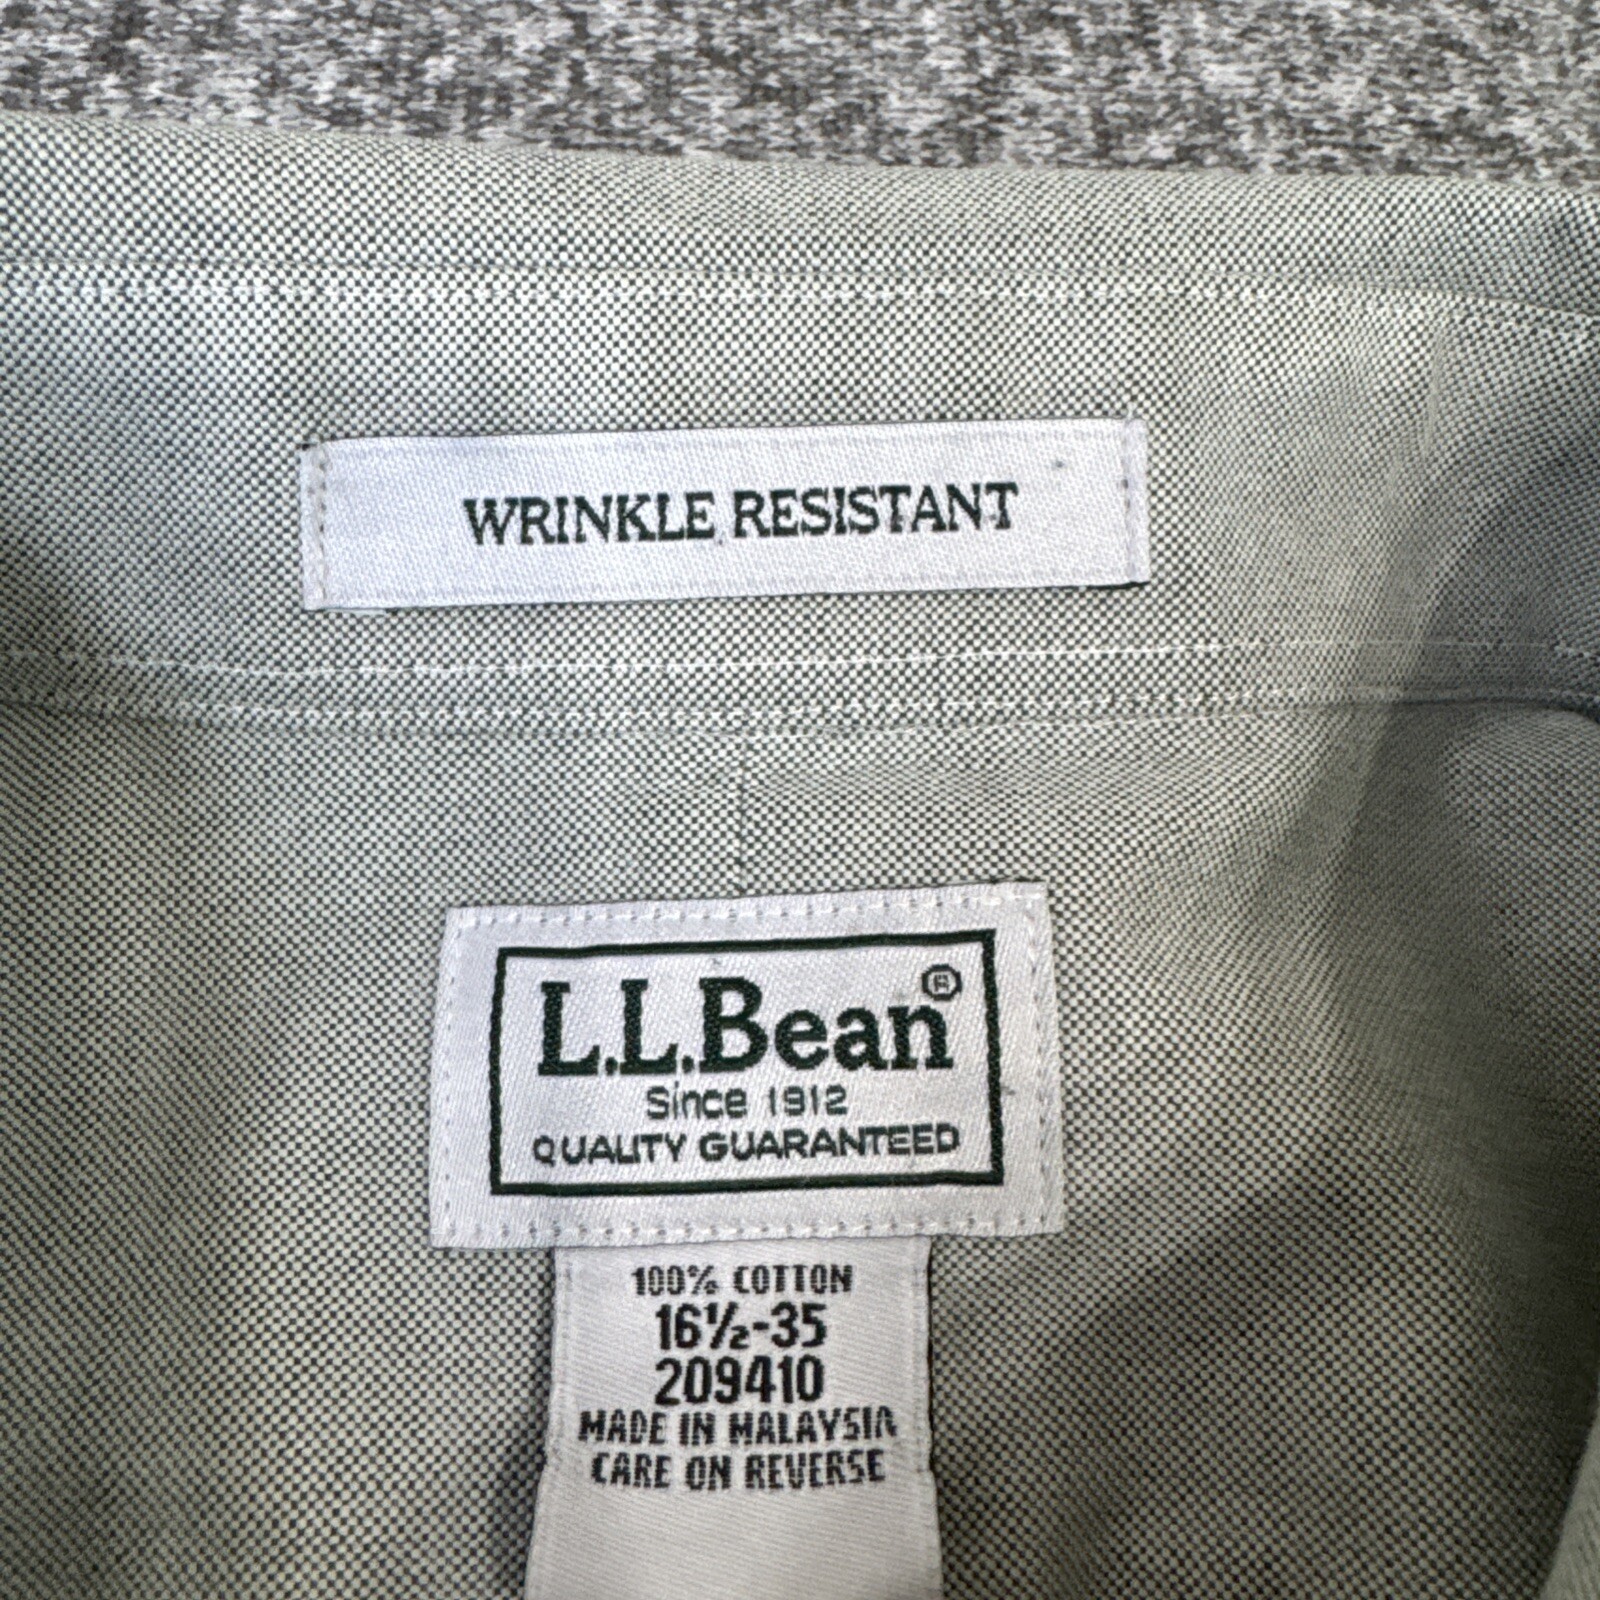 WRINKLE RESISTANT
L.L.Bean®
Since 1912
QUALITY GUARANTEED
100% COTTON
16½-35
209410
MADE IN MALAYSIA
CARE ON REVERSE